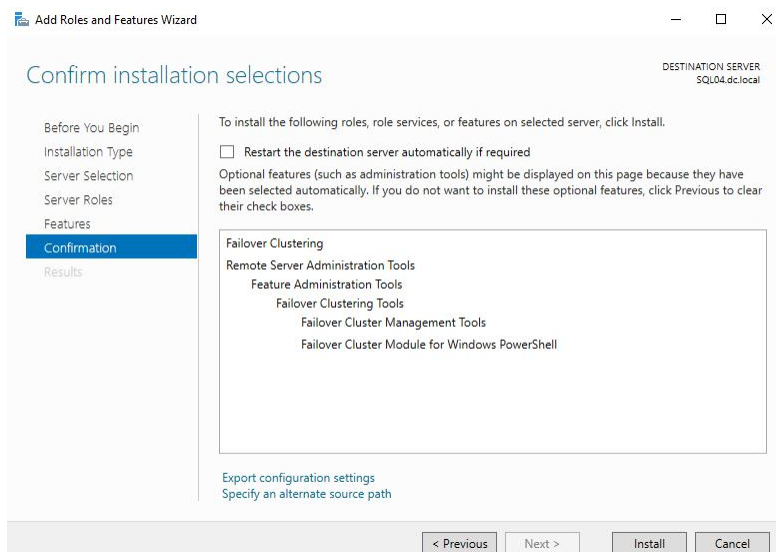 Add Roles and Features Wizard
Confirm installation selections
DESTINATION SERVER
SQL04.dc.local
Before You Begin
Installation Type
Server Selection
Server Roles
Features
Confirmation
Results
To install the following roles, role services, or features on selected server, click Install.
Restart the destination server automatically if required
Optional features (such as administration tools) might be displayed on this page because they have
been selected automatically. If you do not want to install these optional features, click Previous to clear
their check boxes.
Failover Clustering
Remote Server Administration Tools
Feature Administration Tools
Failover Clustering Tools
Failover Cluster Management Tools
Failover Cluster Module for Windows PowerShell
Export configuration settings
Specify an alternate source path
< Previous
Next >
Install
Cancel